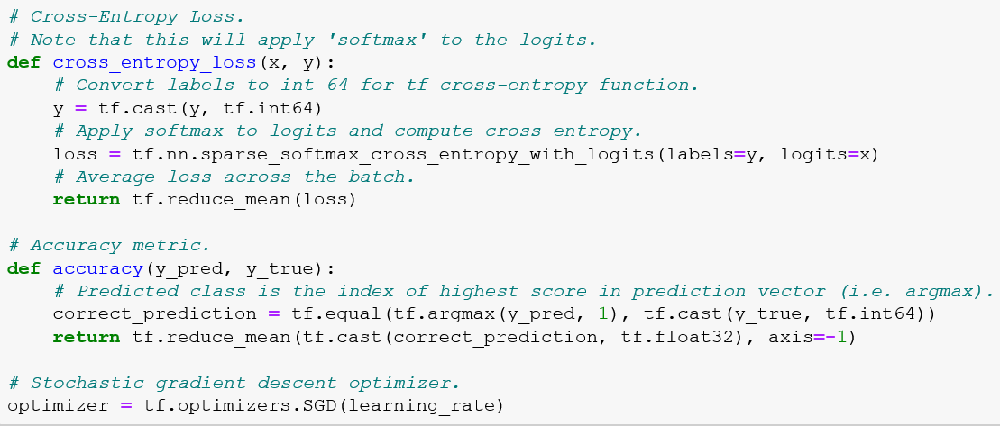 # Cross-Entropy Loss.
# Note that this will apply 'softmax' to the logits.
def cross_entropy_loss(x, y):
    # Convert labels to int 64 for tf cross-entropy function.
    y = tf.cast(y, tf.int64)
    # Apply softmax to logits and compute cross-entropy.
    loss = tf.nn.sparse_softmax_cross_entropy_with_logits(labels=y, logits=x)
    # Average loss across the batch.
    return tf.reduce_mean(loss)

# Accuracy metric.
def accuracy(y_pred, y_true):
    # Predicted class is the index of highest score in prediction vector (i.e. argmax).
    correct_prediction = tf.equal(tf.argmax(y_pred, 1), tf.cast(y_true, tf.int64))
    return tf.reduce_mean(tf.cast(correct_prediction, tf.float32), axis=-1)

# Stochastic gradient descent optimizer.
optimizer = tf.optimizers.SGD(learning_rate)